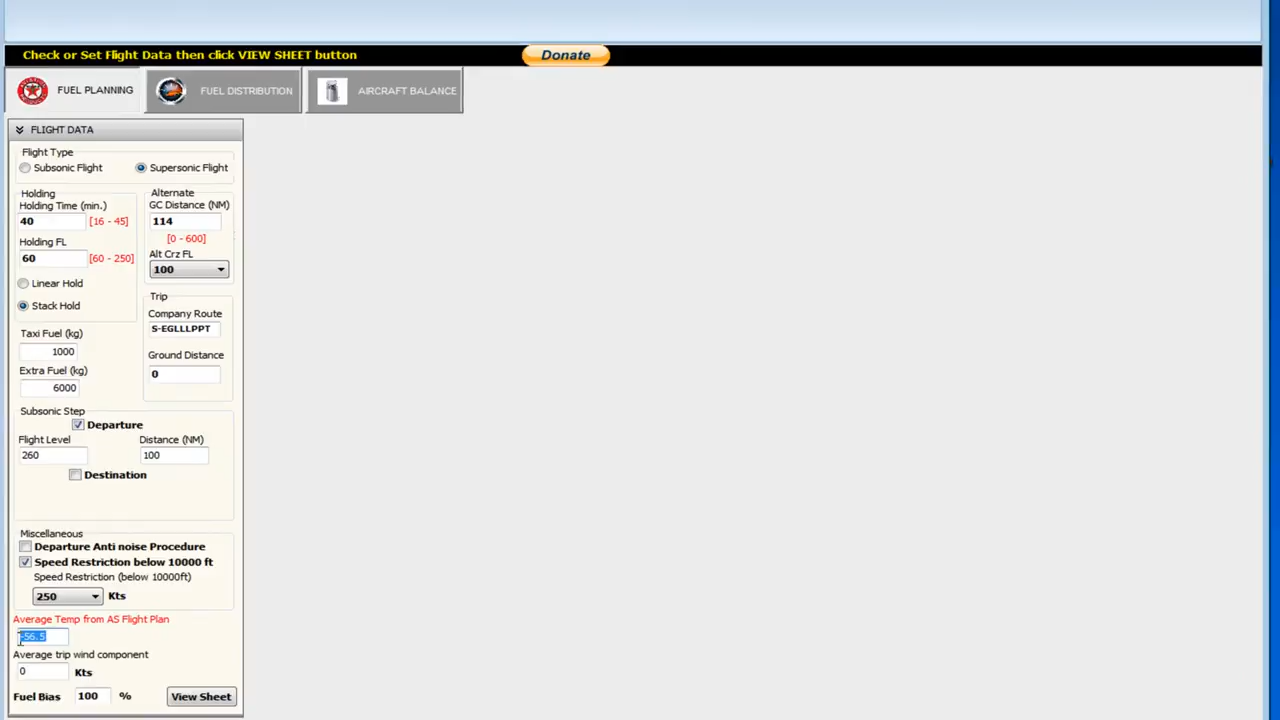 Check or Set Flight Data then click VIEW SHEET button
Donate
FUEL PLANNING
FUEL DISTRIBUTION
AIRCRAFT BALANCE
FLIGHT DATA
Flight Type
Subsonic Flight
Supersonic Flight
Holding
Holding Time (min.)
40
[16 - 45]
Holding FL
60
[60 - 250]
Linear Hold
Stack Hold
Alternate
GC Distance (NM)
114
[0 - 600]
Alt Crz FL
100
Trip
Company Route
S-EGLLLPPT
Ground Distance
0
Taxi Fuel (kg)
1000
Extra Fuel (kg)
6000
Subsonic Step
Departure
Flight Level
260
Distance (NM)
100
Destination
Miscellaneous
Departure Anti noise Procedure
Speed Restriction below 10000 ft
Speed Restriction (below 10000ft)
250
Kts
Average Temp from AS Flight Plan
-56.5
Average trip wind component
0
Kts
Fuel Bias
100
%
View Sheet